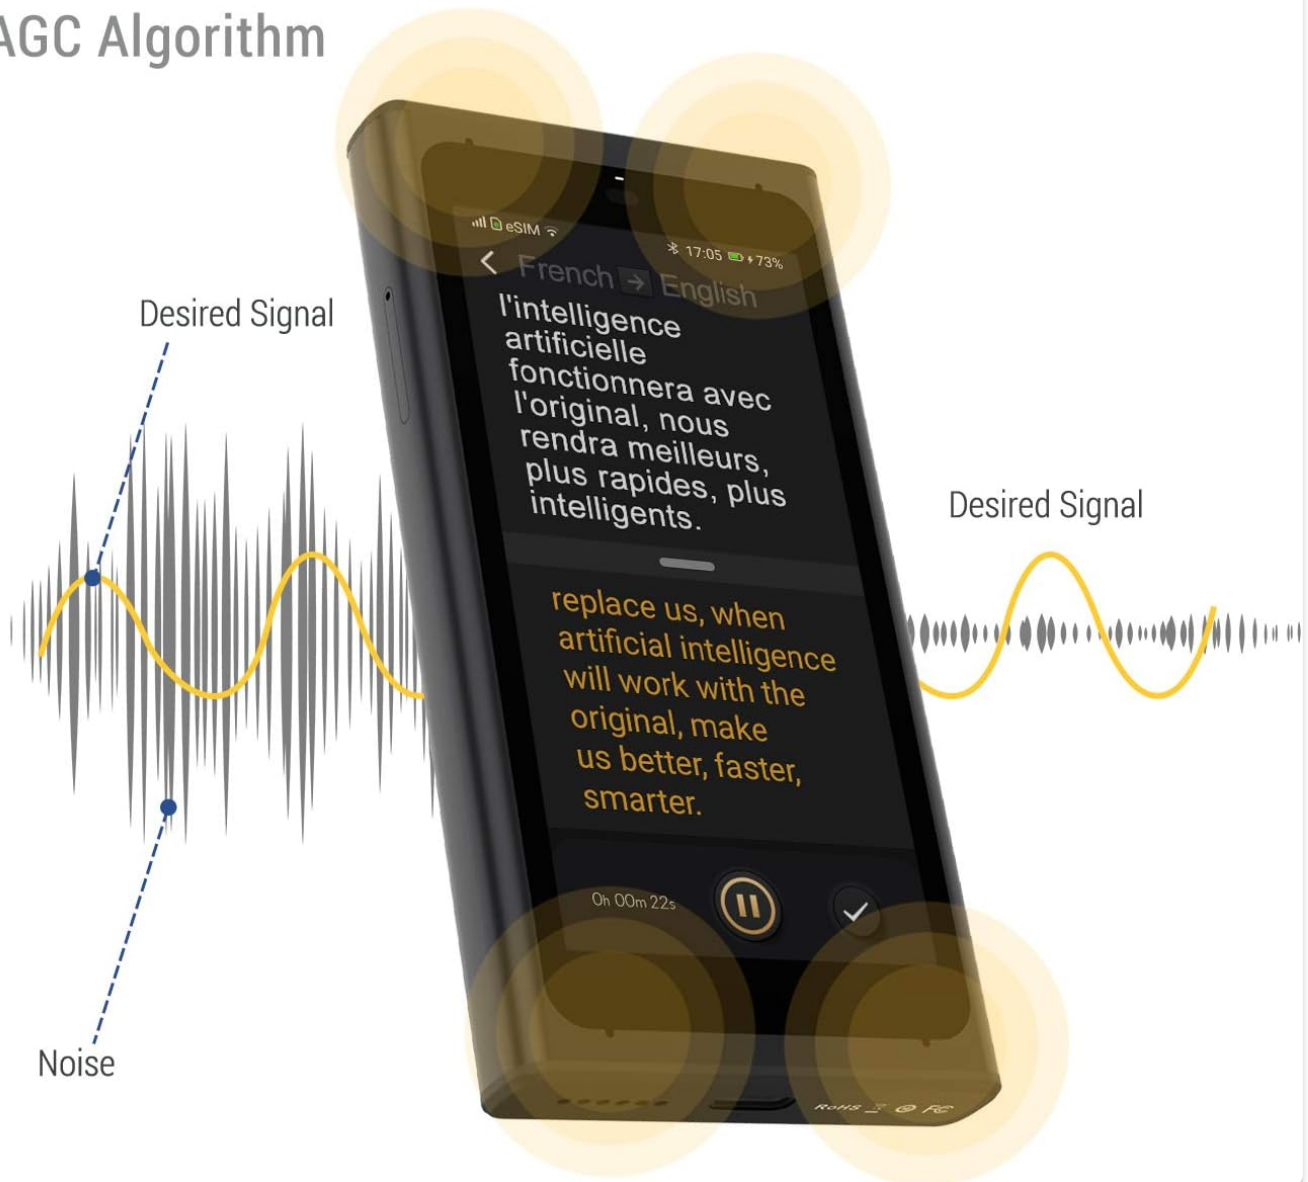 AGC Algorithm
eSIM
17:05 73%
French → English
l'intelligence
artificielle
fonctionnera avec
l'original, nous
rendra meilleurs,
plus rapides, plus
intelligents.
replace us, when
artificial intelligence
will work with the
original, make
us better, faster,
smarter.
0h 00m 22s
RoHS FC
Desired Signal
Noise
Desired Signal